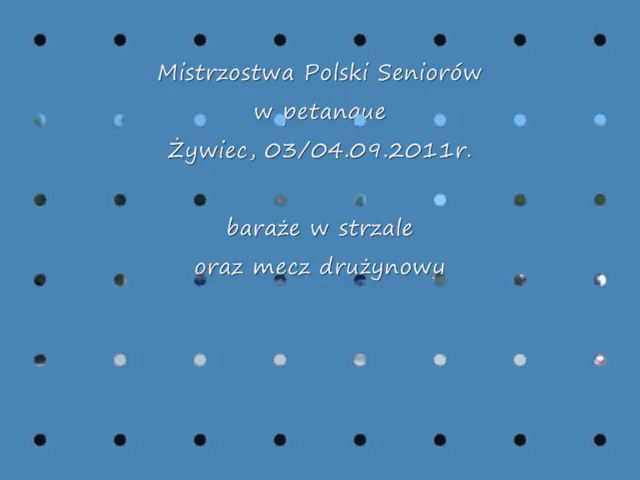 Mistrzostwa Polski Seniorów
w petanque
Żywiec, 03/04.09.2011r.
baraże w strzale
oraz mecz drużynowy